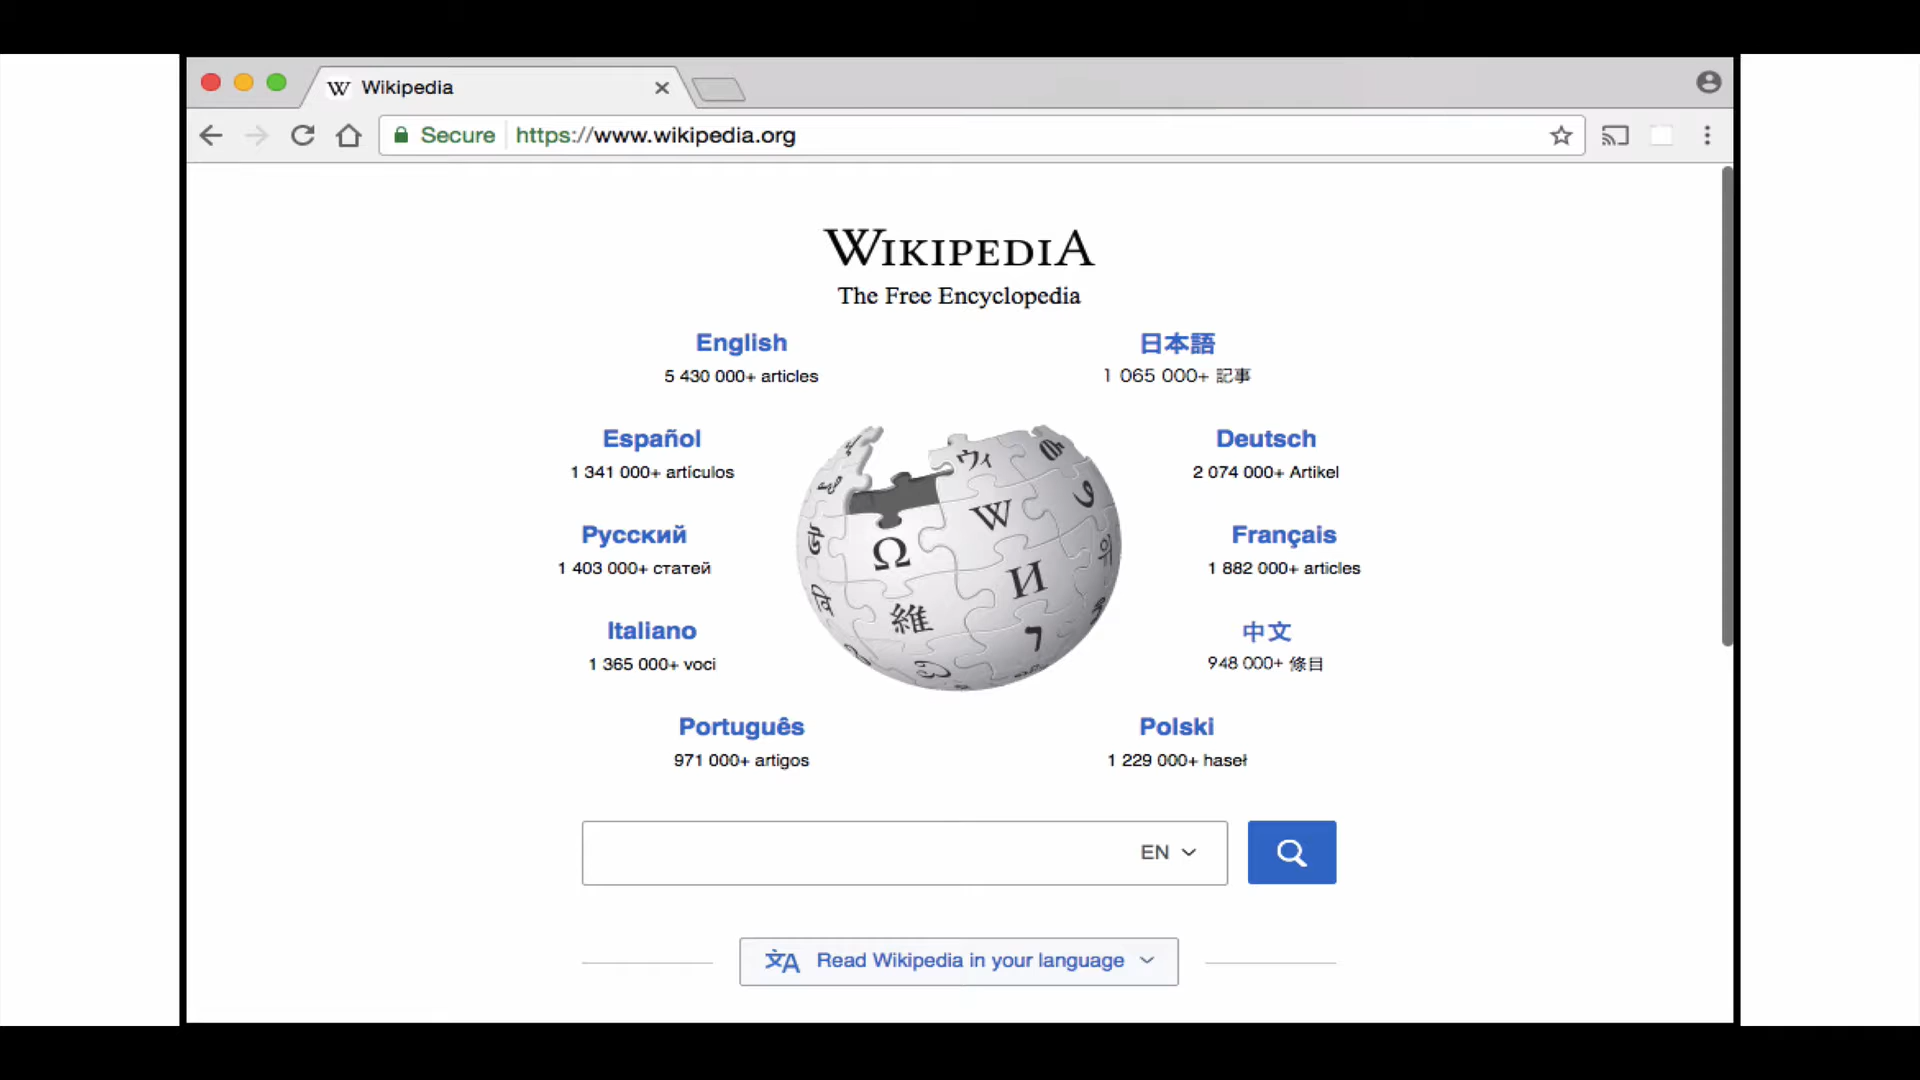 Wikipedia
Secure https://www.wikipedia.org
WIKIPEDIA
The Free Encyclopedia
English
5 430 000+ articles
日本語
1 065 000+ 記事
Español
1 341 000+ artículos
Deutsch
2 074 000+ Artikel
Русский
1 403 000+ статей
Français
1 882 000+ articles
Italiano
1 365 000+ voci
中文
948 000+ 條目
Português
971 000+ artigos
Polski
1 229 000+ haseł
Ω
W
И
維
ウィ
EN
Read Wikipedia in your language